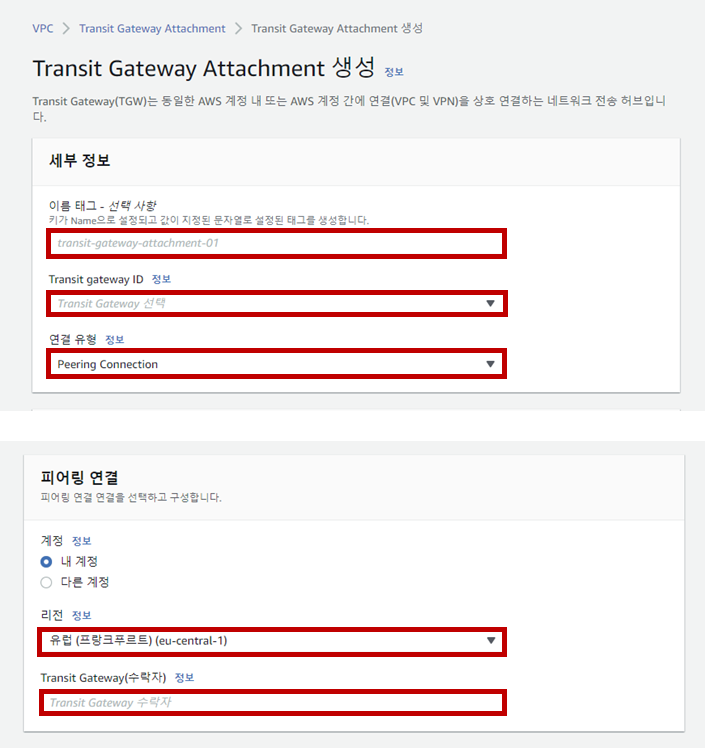 VPC > Transit Gateway Attachment > Transit Gateway Attachment 생성
Transit Gateway Attachment 생성 정보
Transit Gateway(TGW)는 동일한 AWS 계정 내 또는 AWS 계정 간에 연결(VPC 및 VPN)을 상호 연결하는 네트워크 전송 허브입니
다.
세부 정보
이름 태그 - 선택 사항
키가 Name으로 설정되고 값이 지정된 문자열로 설정된 태그를 생성합니다.
transit-gateway-attachment-01
Transit gateway ID 정보
Transit Gateway 선택
연결 유형 정보
Peering Connection
피어링 연결
피어링 연결 연결을 선택하고 구성합니다.
계정 정보
내 계정
다른 계정
리전 정보
유럽 (프랑크푸르트) (eu-central-1)
Transit Gateway(수락자) 정보
Transit Gateway 수락자